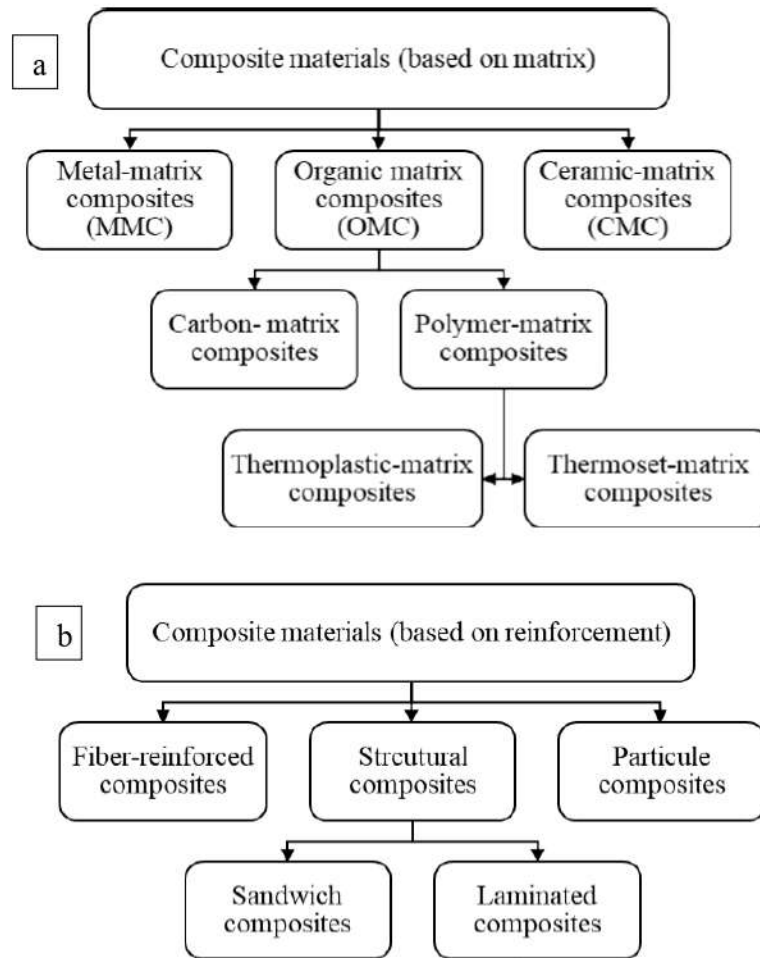 a
Composite materials (based on matrix)
Metal-matrix
composites
(MMC)
Organic matrix
composites
(OMC)
Ceramic-matrix
composites
(CMC)
Carbon- matrix
composites
Polymer-matrix
composites
Thermoplastic-matrix
composites
Thermoset-matrix
composites
b
Composite materials (based on reinforcement)
Fiber-reinforced
composites
Strcutural
composites
Particule
composites
Sandwich
composites
Laminated
composites